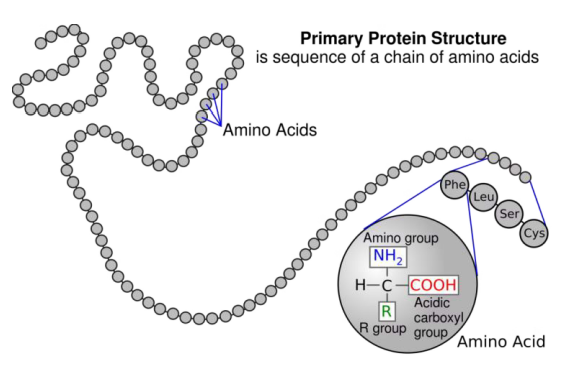 Primary Protein Structure
is sequence of a chain of amino acids
Amino Acids
Phe
Leu
Ser
Cys
Amino group
NH₂
H–C–COOH
R
Acidic
carboxyl
group
R group
Amino Acid